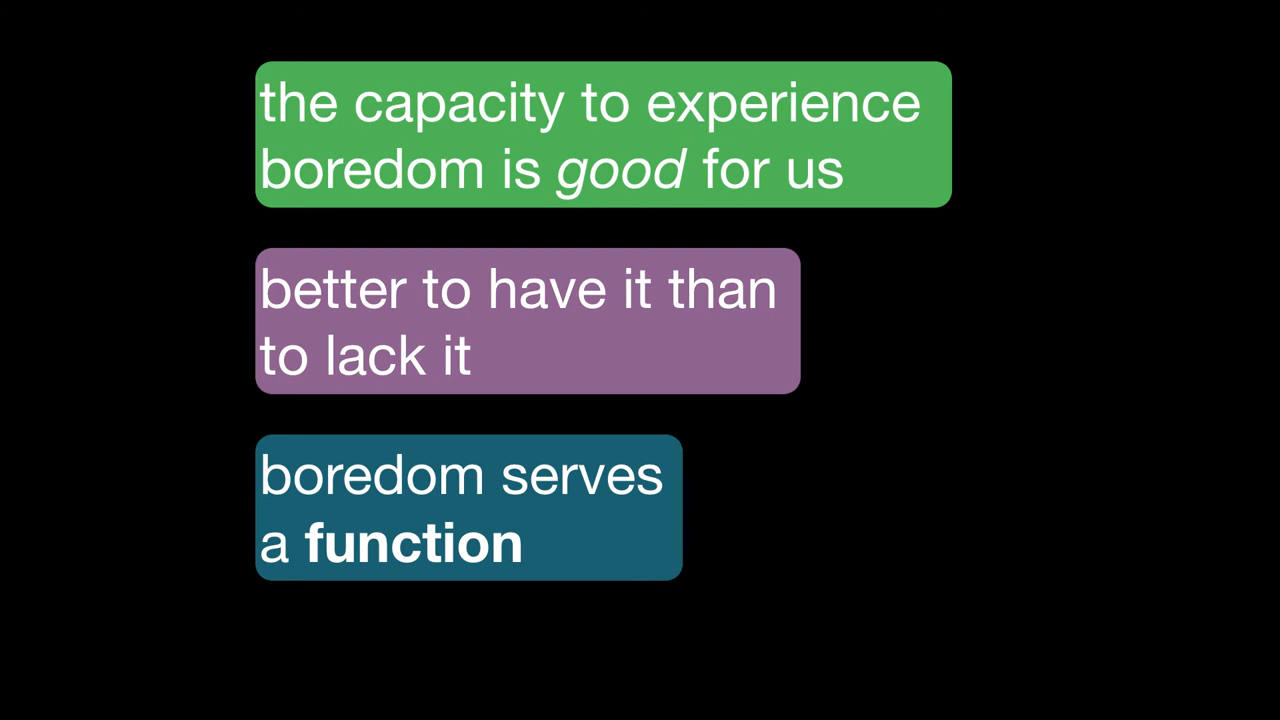 the capacity to experience
boredom is good for us
better to have it than
to lack it
boredom serves
a function